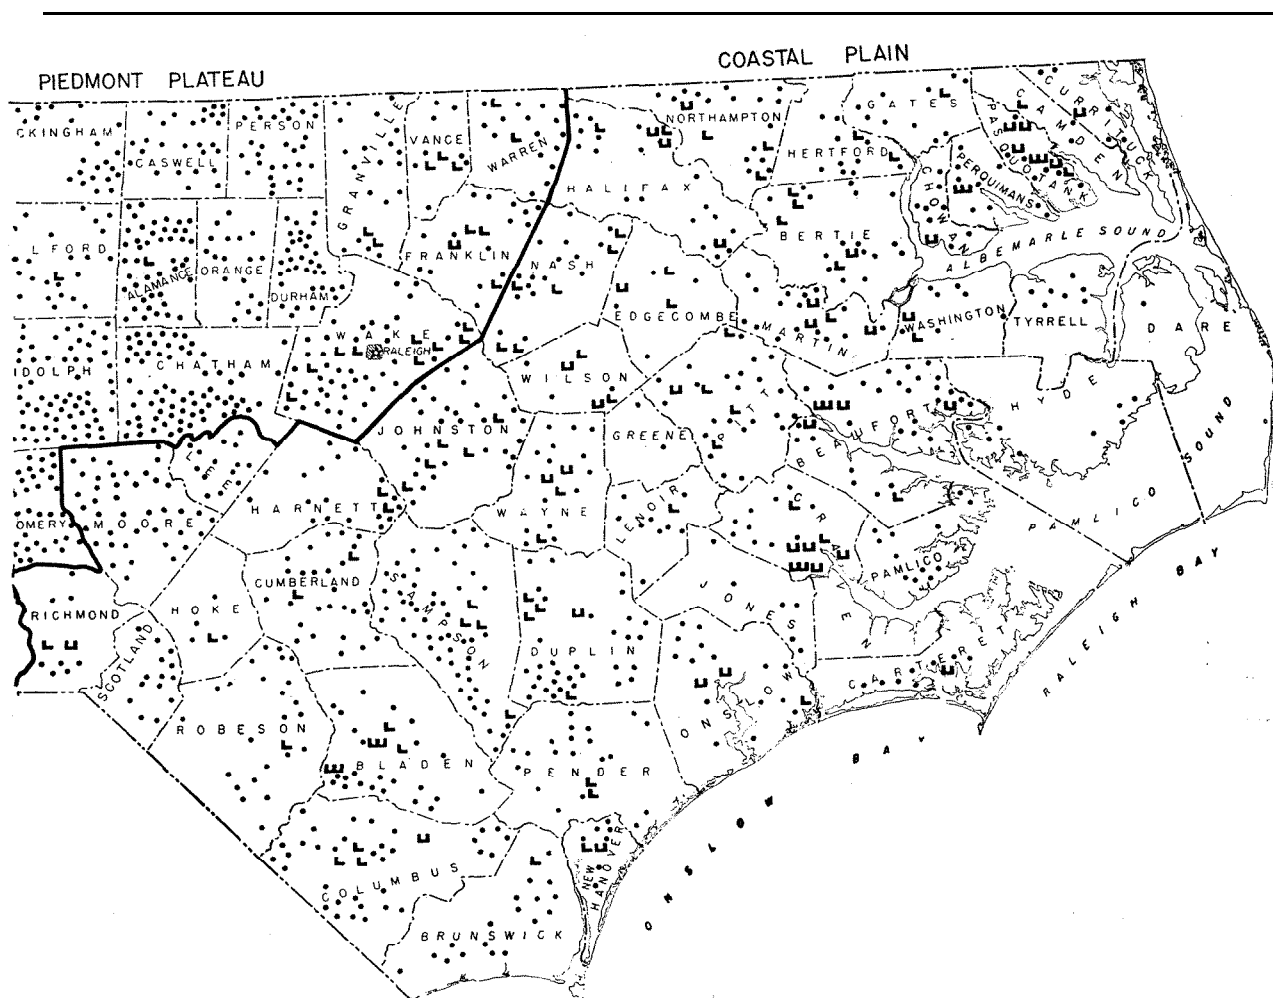 COASTAL PLAIN
PIEDMONT PLATEAU
CKINGHAM
CASWELL
PERSON
GRANVILLE
VANCE
WARREN
NORTHAMPTON
GATES
HERTFORD
CAMDEN
CURRITUCK
PASQUOTANK
PERQUIMANS
CHOWAN
HALIFAX
BERTIE
ALBEMARLE SOUND
LFORD
ALAMANCE
ORANGE
DURHAM
FRANKLIN
NASH
EDGECOMBE
MARTIN
WASHINGTON
TYRRELL
DARE
WAKE
RALEIGH
IDOLPH
CHATHAM
WILSON
JOHNSTON
GREENE
PITT
BEAUFORT
HYDE
PAMLICO SOUND
OMERY
MOORE
LEE
HARNETT
WAYNE
LENOIR
CRAVEN
PAMLICO
RICHMOND
SCOTLAND
HOKE
CUMBERLAND
SAMPSON
DUPLIN
JONES
ONSLOW
CARTERET
RALEIGH BAY
ROBESON
BLADEN
PENDER
ONSLOW BAY
COLUMBUS
NEW
HANOVER
BRUNSWICK